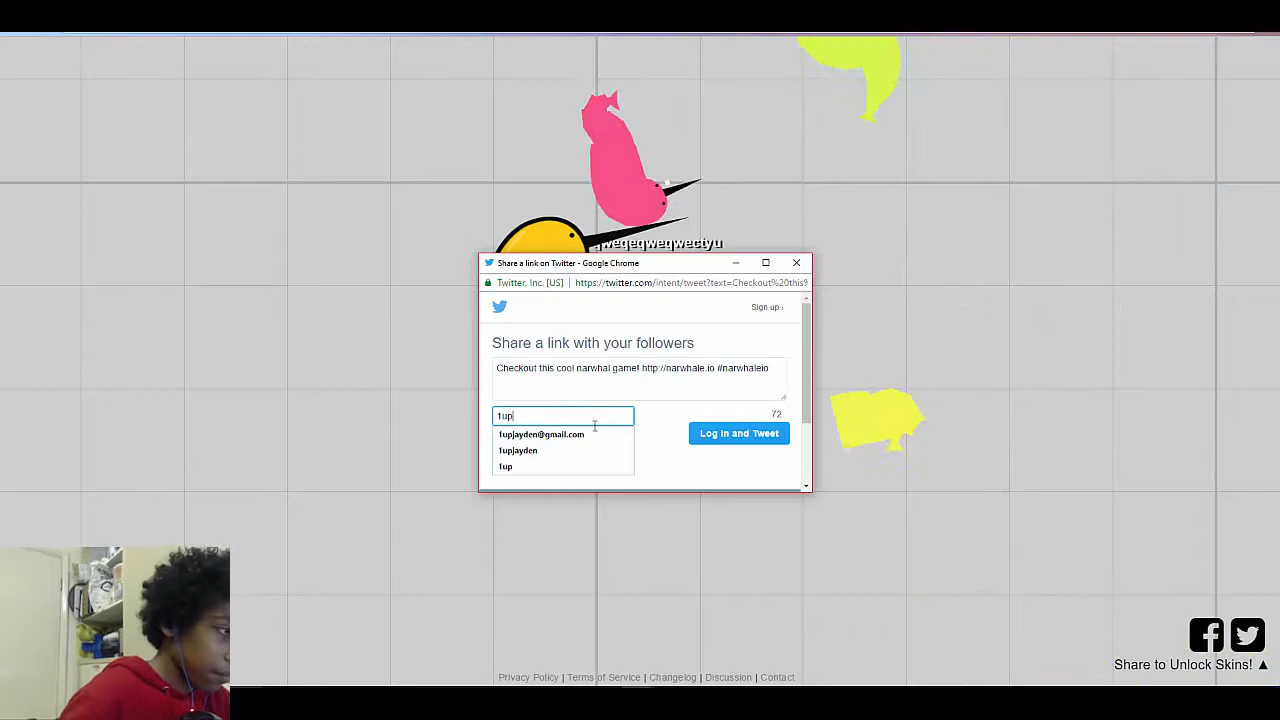 qweqeqweqwectyu
Share a link on Twitter - Google Chrome
Twitter, Inc. [US] https://twitter.com/intent/tweet?text=Checkout%20this%
Sign up ›
Share a link with your followers
Checkout this cool narwhal game! http://narwhale.io #narwhaleio
1up
72
Log in and Tweet
1upjayden@gmail.com
1upjayden
1up
Share to Unlock Skins! ▲
Privacy Policy | Terms of Service | Changelog | Discussion | Contact